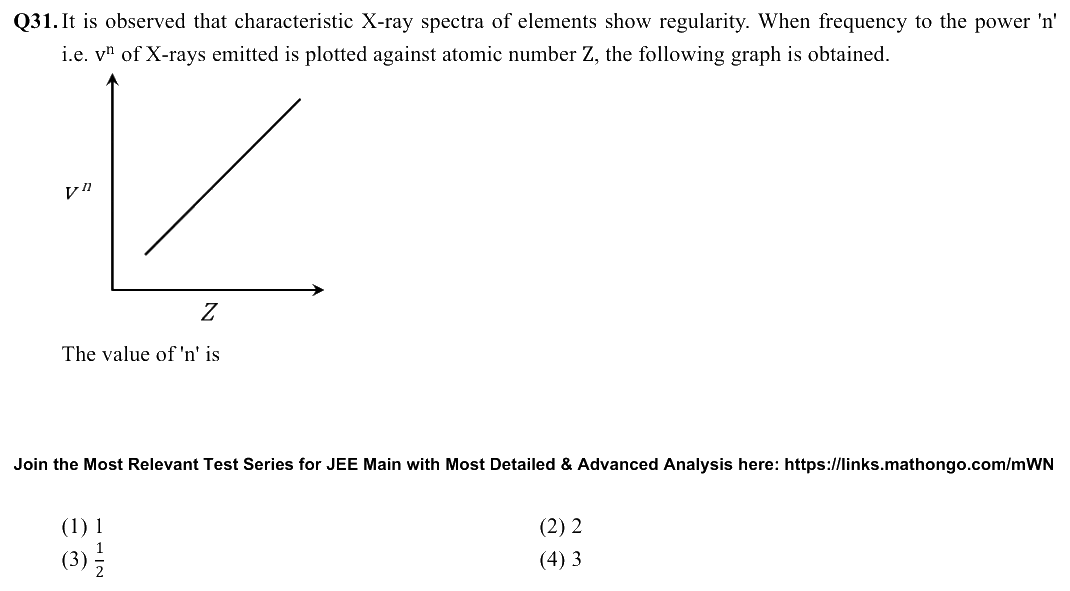 Q31. It is observed that characteristic X-ray spectra of elements show regularity. When frequency to the power 'n'
i.e. vⁿ of X-rays emitted is plotted against atomic number Z, the following graph is obtained.
Vⁿ
Z
The value of 'n' is
Join the Most Relevant Test Series for JEE Main with Most Detailed & Advanced Analysis here: https://links.mathongo.com/mWN
(1) 1 (2) 2
(3) 1/2 (4) 3